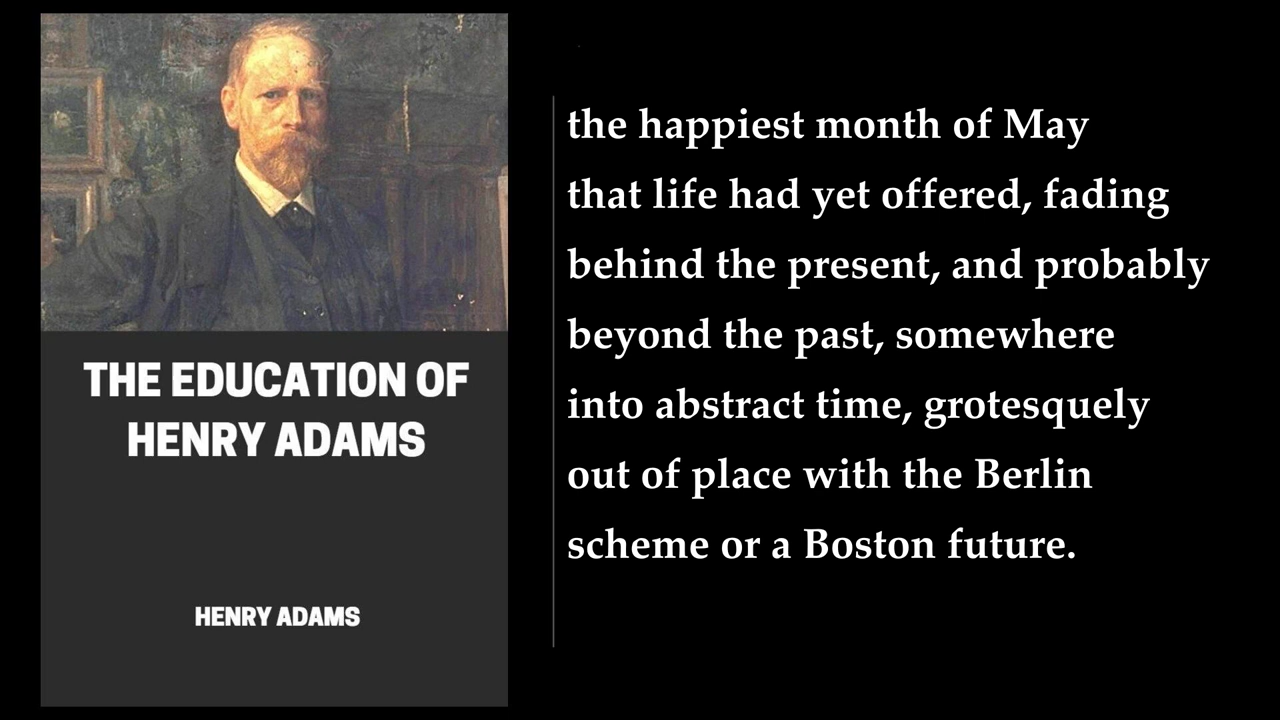 THE EDUCATION OF
HENRY ADAMS
HENRY ADAMS
the happiest month of May
that life had yet offered, fading
behind the present, and probably
beyond the past, somewhere
into abstract time, grotesquely
out of place with the Berlin
scheme or a Boston future.